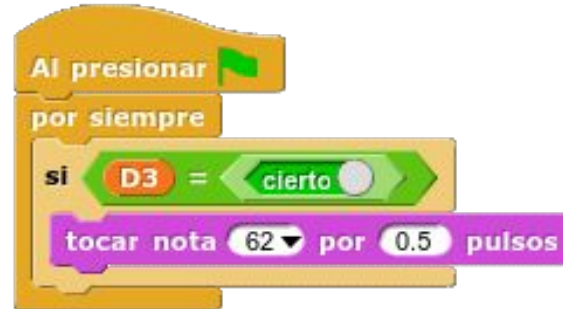 Al presionar
por siempre
si D3 = cierto
tocar nota 62 por 0.5 pulsos